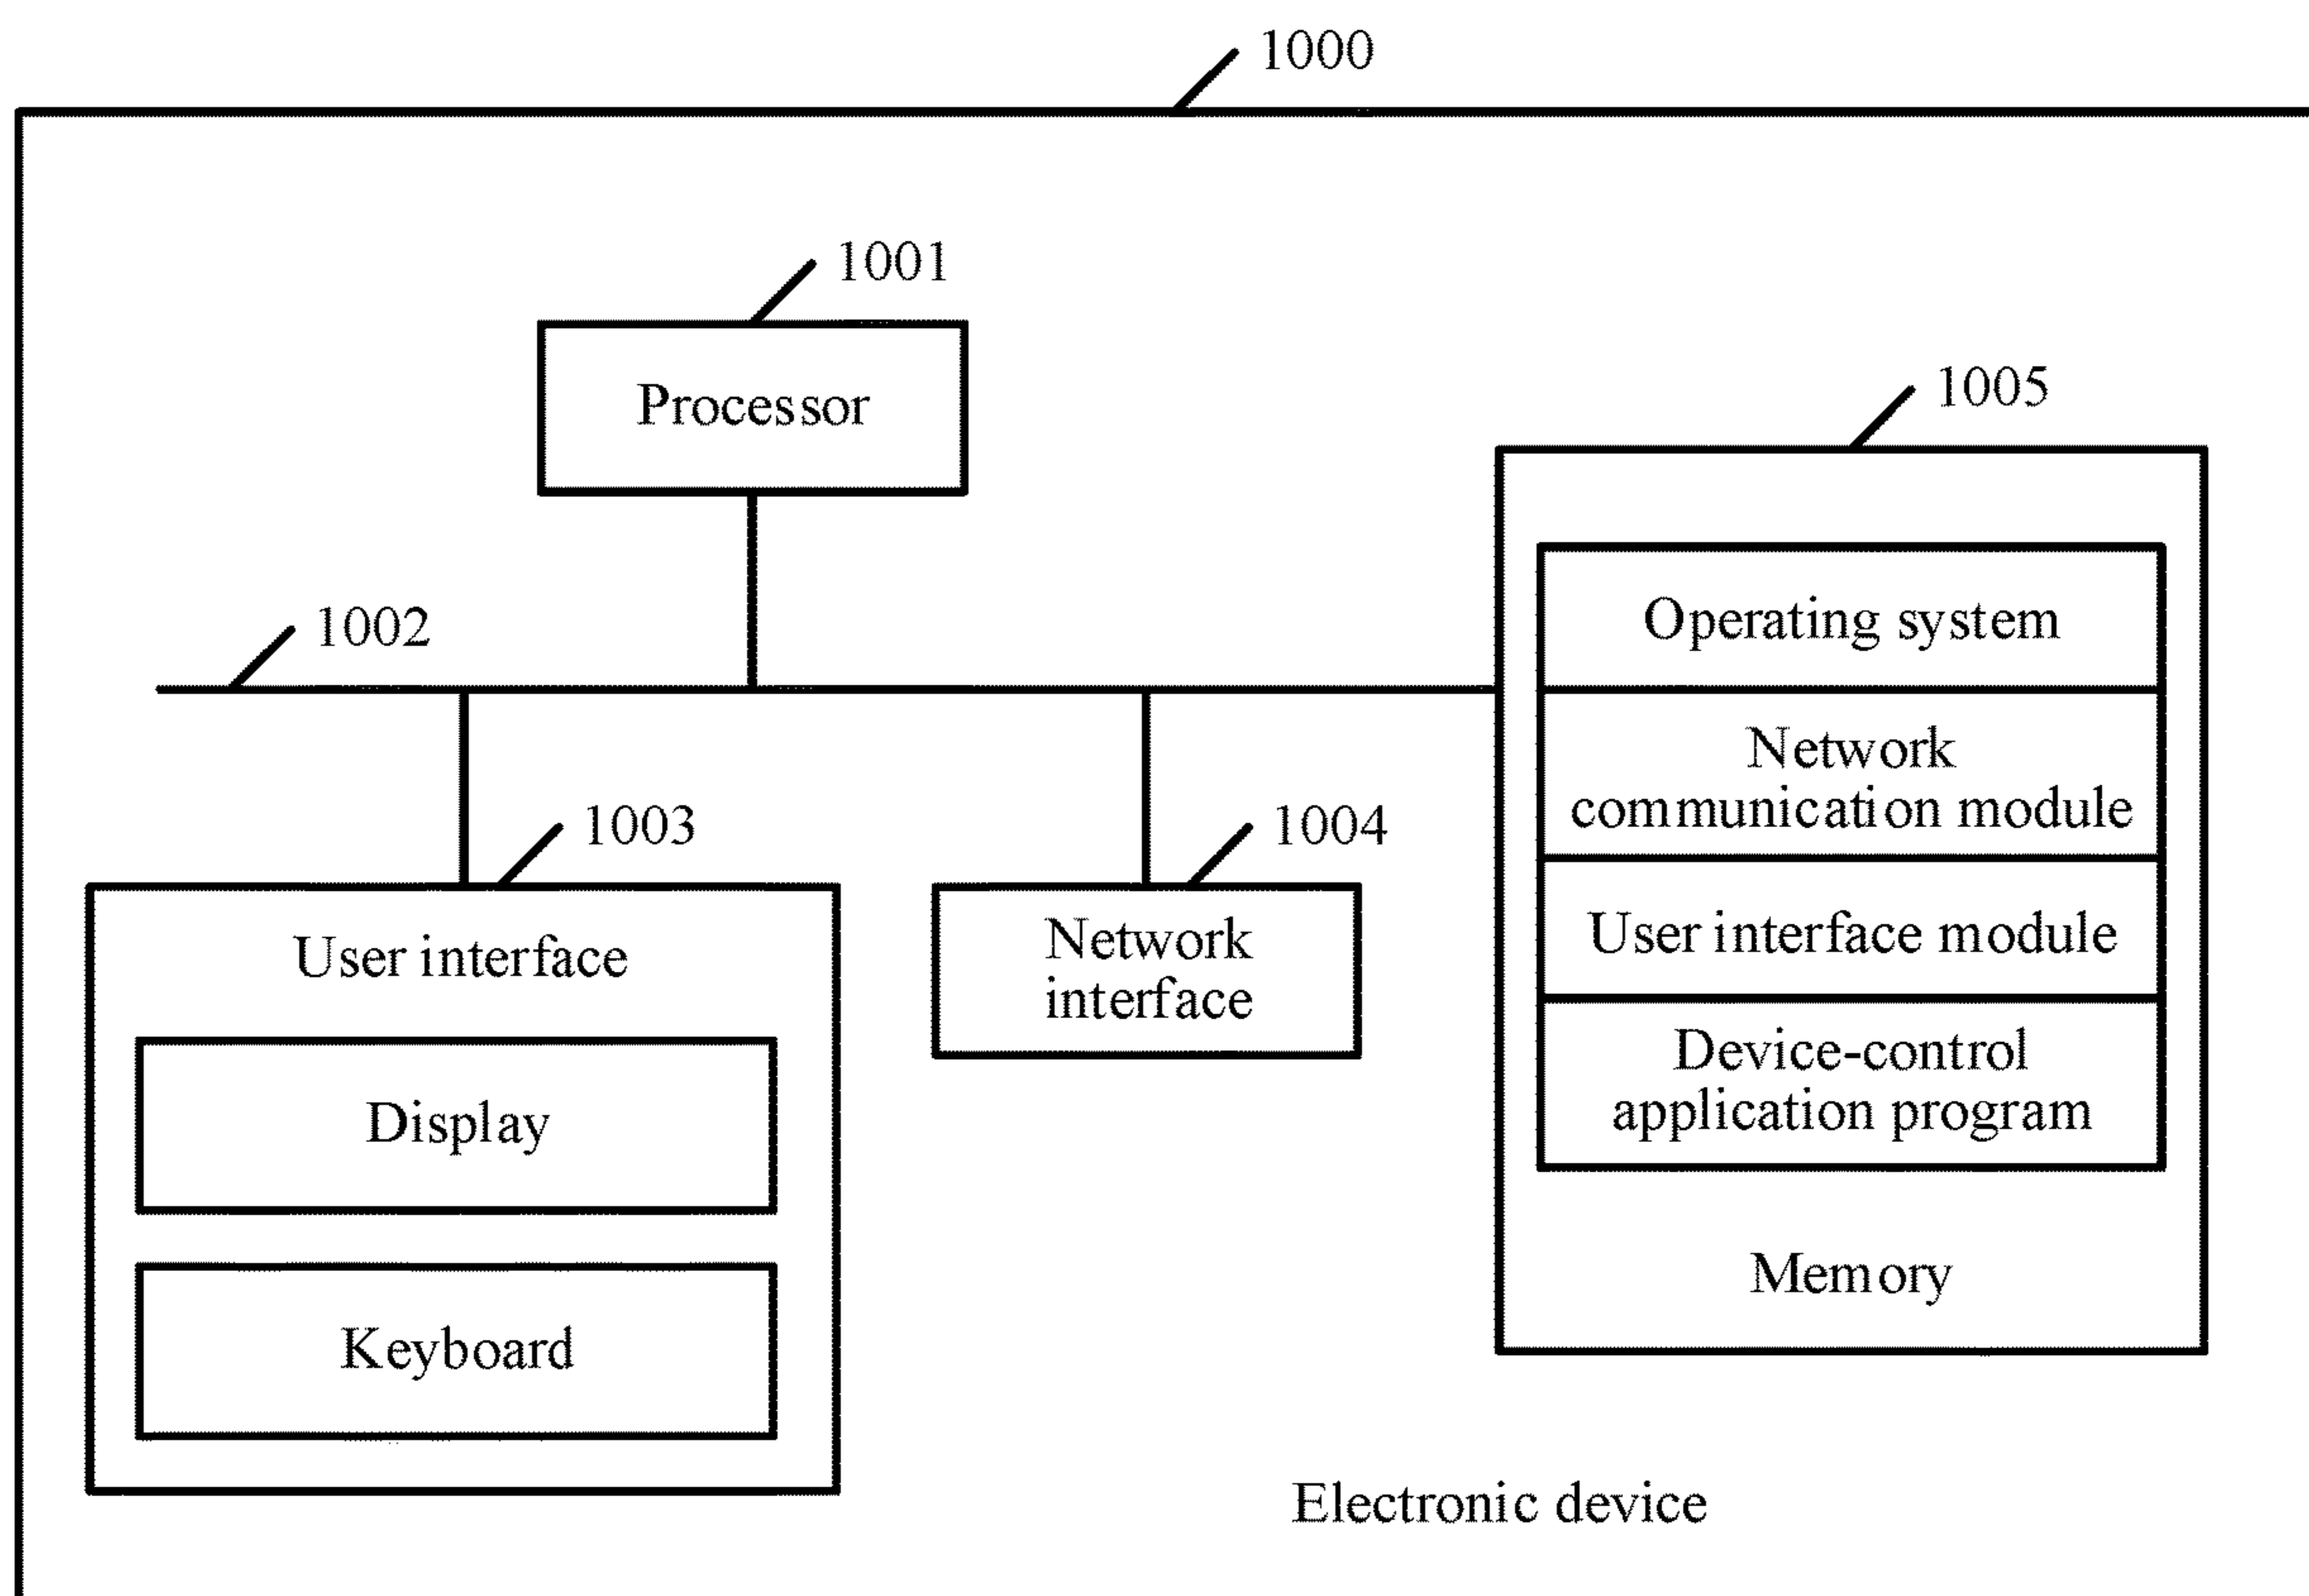 1000
1001
Processor
1005
Operating system
1002
Network
communication module
1003
1004
User interface
Network
interface
User interface module
Device-control
application program
Display
Memory
Keyboard
Electronic device